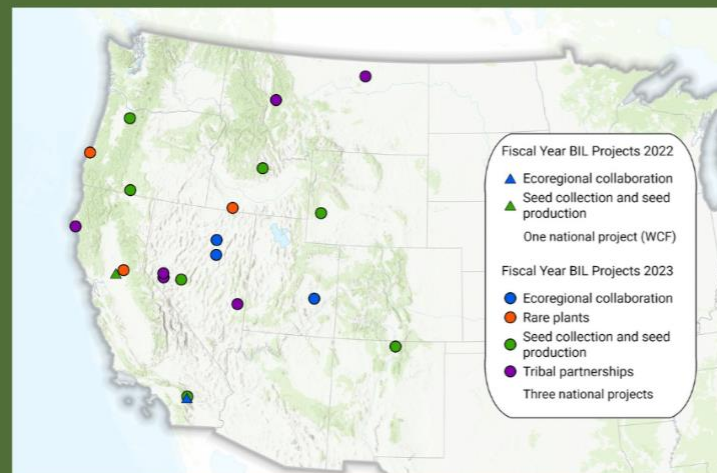 Fiscal Year BIL Projects 2022
Ecoregional collaboration
Seed collection and seed
production
One national project (WCF)
Fiscal Year BIL Projects 2023
Ecoregional collaboration
Rare plants
Seed collection and seed
production
Tribal partnerships
Three national projects